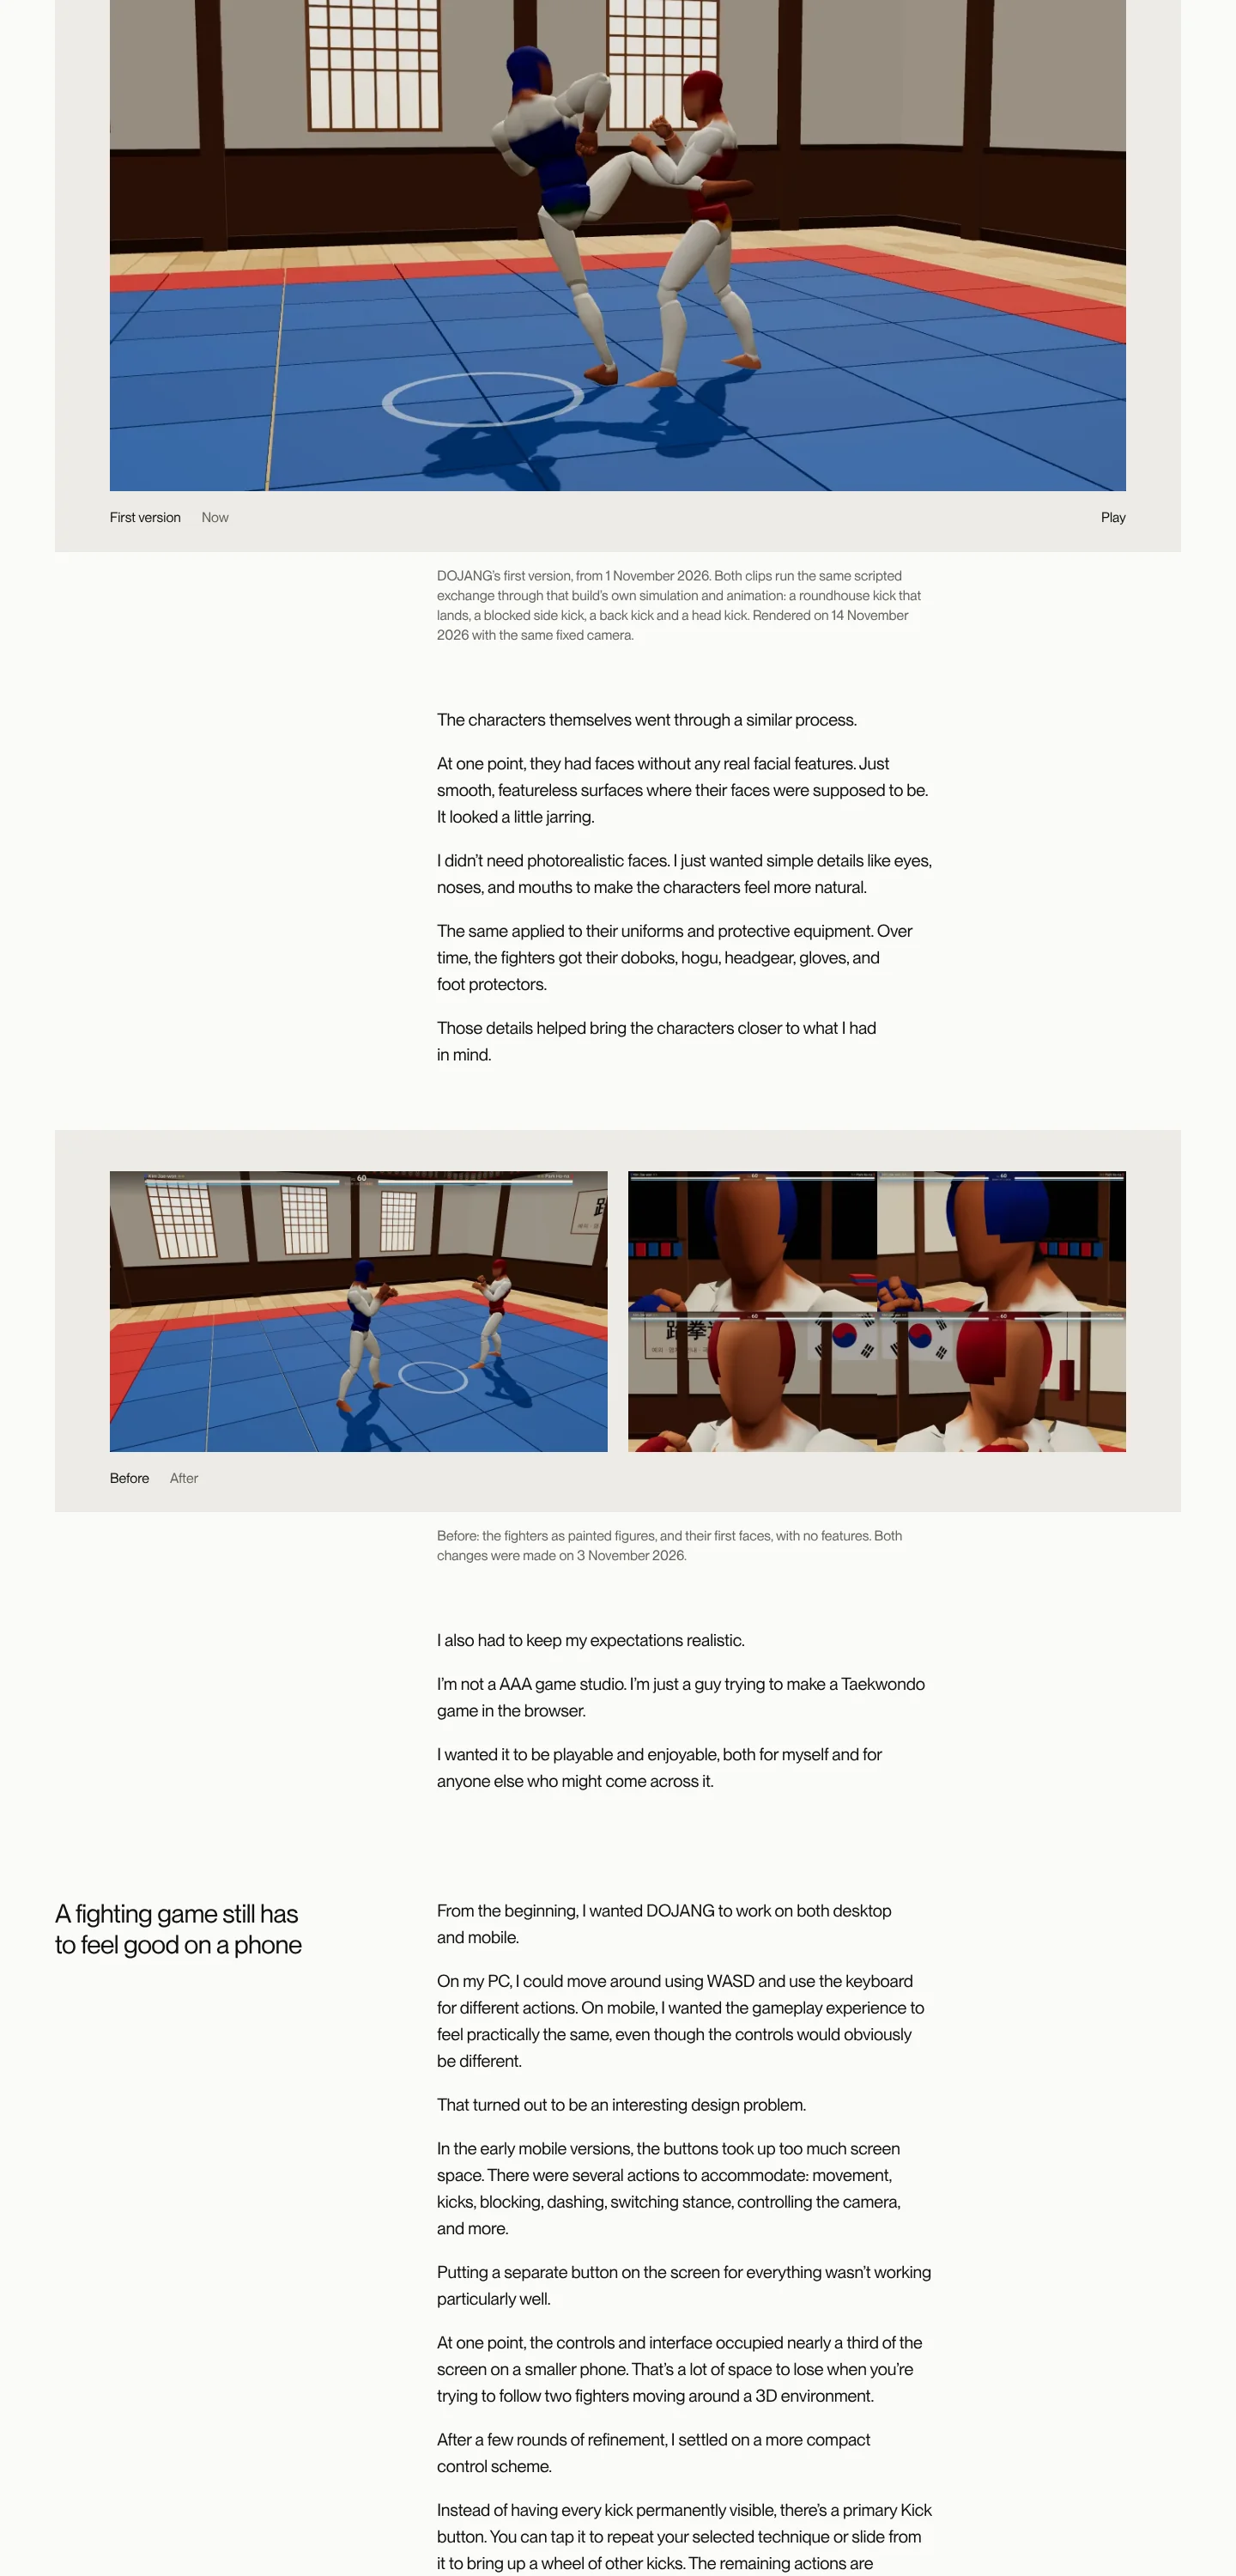 First version Now Play
DOJANG’s first version, from 1 November 2026. Both clips run the same scripted
exchange through that build’s own simulation and animation: a roundhouse kick that
lands, a blocked side kick, a back kick and a head kick. Rendered on 14 November
2026 with the same fixed camera.
The characters themselves went through a similar process.
At one point, they had faces without any real facial features. Just
smooth, featureless surfaces where their faces were supposed to be.
It looked a little jarring.
I didn’t need photorealistic faces. I just wanted simple details like eyes,
noses, and mouths to make the characters feel more natural.
The same applied to their uniforms and protective equipment. Over
time, the fighters got their doboks, hogu, headgear, gloves, and
foot protectors.
Those details helped bring the characters closer to what I had
in mind.
60
60
60
60
60
Before After
Before: the fighters as painted figures, and their first faces, with no features. Both
changes were made on 3 November 2026.
I also had to keep my expectations realistic.
I’m not a AAA game studio. I’m just a guy trying to make a Taekwondo
game in the browser.
I wanted it to be playable and enjoyable, both for myself and for
anyone else who might come across it.
A fighting game still has
to feel good on a phone
From the beginning, I wanted DOJANG to work on both desktop
and mobile.
On my PC, I could move around using WASD and use the keyboard
for different actions. On mobile, I wanted the gameplay experience to
feel practically the same, even though the controls would obviously
be different.
That turned out to be an interesting design problem.
In the early mobile versions, the buttons took up too much screen
space. There were several actions to accommodate: movement,
kicks, blocking, dashing, switching stance, controlling the camera,
and more.
Putting a separate button on the screen for everything wasn’t working
particularly well.
At one point, the controls and interface occupied nearly a third of the
screen on a smaller phone. That’s a lot of space to lose when you’re
trying to follow two fighters moving around a 3D environment.
After a few rounds of refinement, I settled on a more compact
control scheme.
Instead of having every kick permanently visible, there’s a primary Kick
button. You can tap it to repeat your selected technique or slide from
it to bring up a wheel of other kicks. The remaining actions are